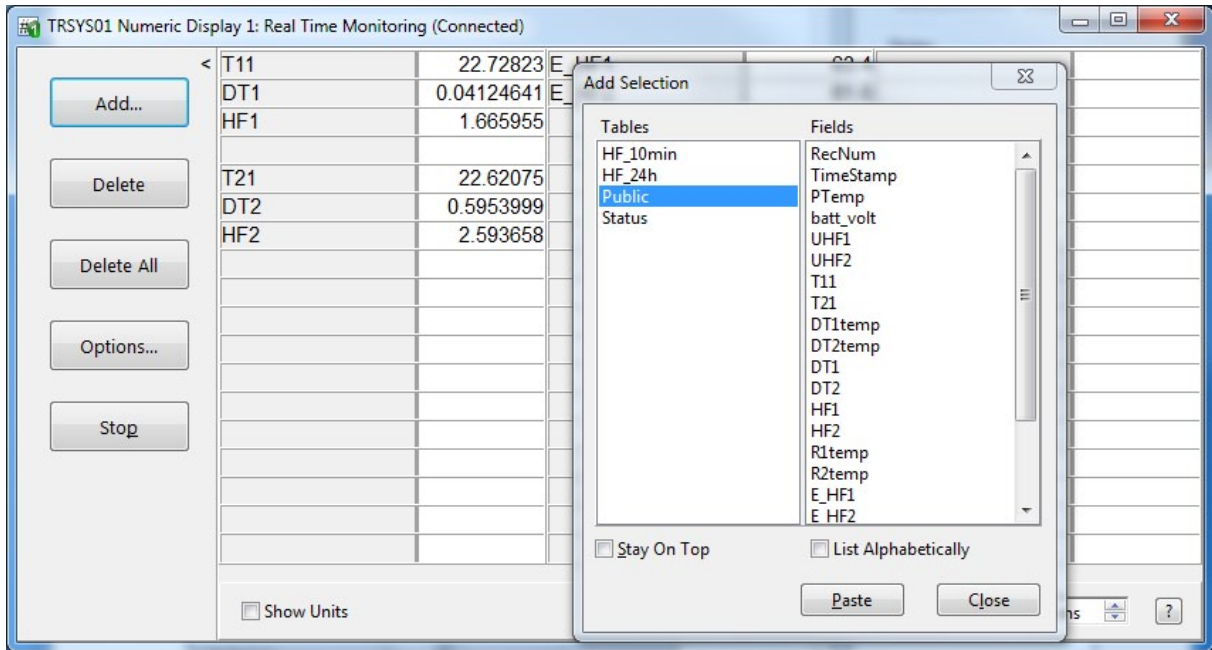 TRSYS01 Numeric Display 1: Real Time Monitoring (Connected)
Add...
Delete
Delete All
Options...
Stop
< T11 22.72823
DT1 0.04124641
HF1 1.665955
T21 22.62075
DT2 0.5953999
HF2 2.593658
Add Selection
Tables
HF_10min
HF_24h
Public
Status
Fields
RecNum
TimeStamp
PTemp
batt_volt
UHF1
UHF2
T11
T21
DT1temp
DT2temp
DT1
DT2
HF1
HF2
R1temp
R2temp
E_HF1
E_HF2
Stay On Top
List Alphabetically
Paste
Close
Show Units
?